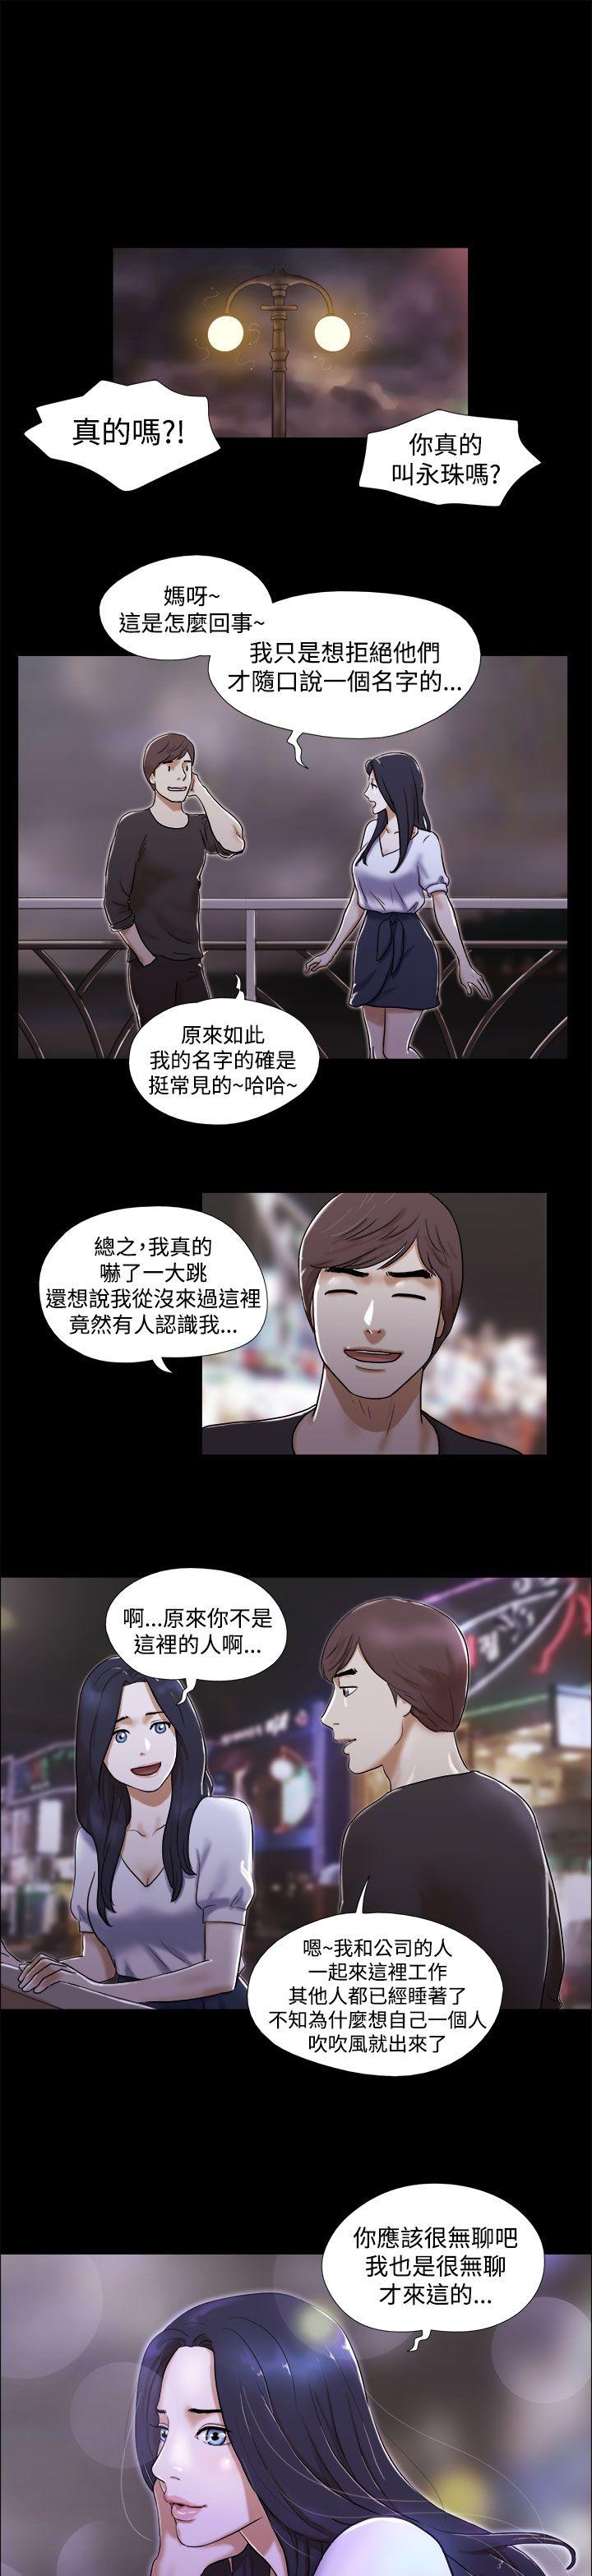 真的嗎?!
你真的
叫永珠嗎?
媽呀~
這是怎麼回事~
我只是想拒絕他們
才隨口說一個名字的...
原來如此
我的名字的確是
挺常見的~哈哈~
總之,我真的
嚇了一大跳
還想說我從沒來過這裡
竟然有人認識我...
啊...原來你不是
這裡的人啊...
嗯~我和公司的人
一起來這裡工作
其他人都已經睡著了
不知為什麼想自己一個人
吹吹風就出來了
你應該很無聊吧
我也是很無聊
才來這的...